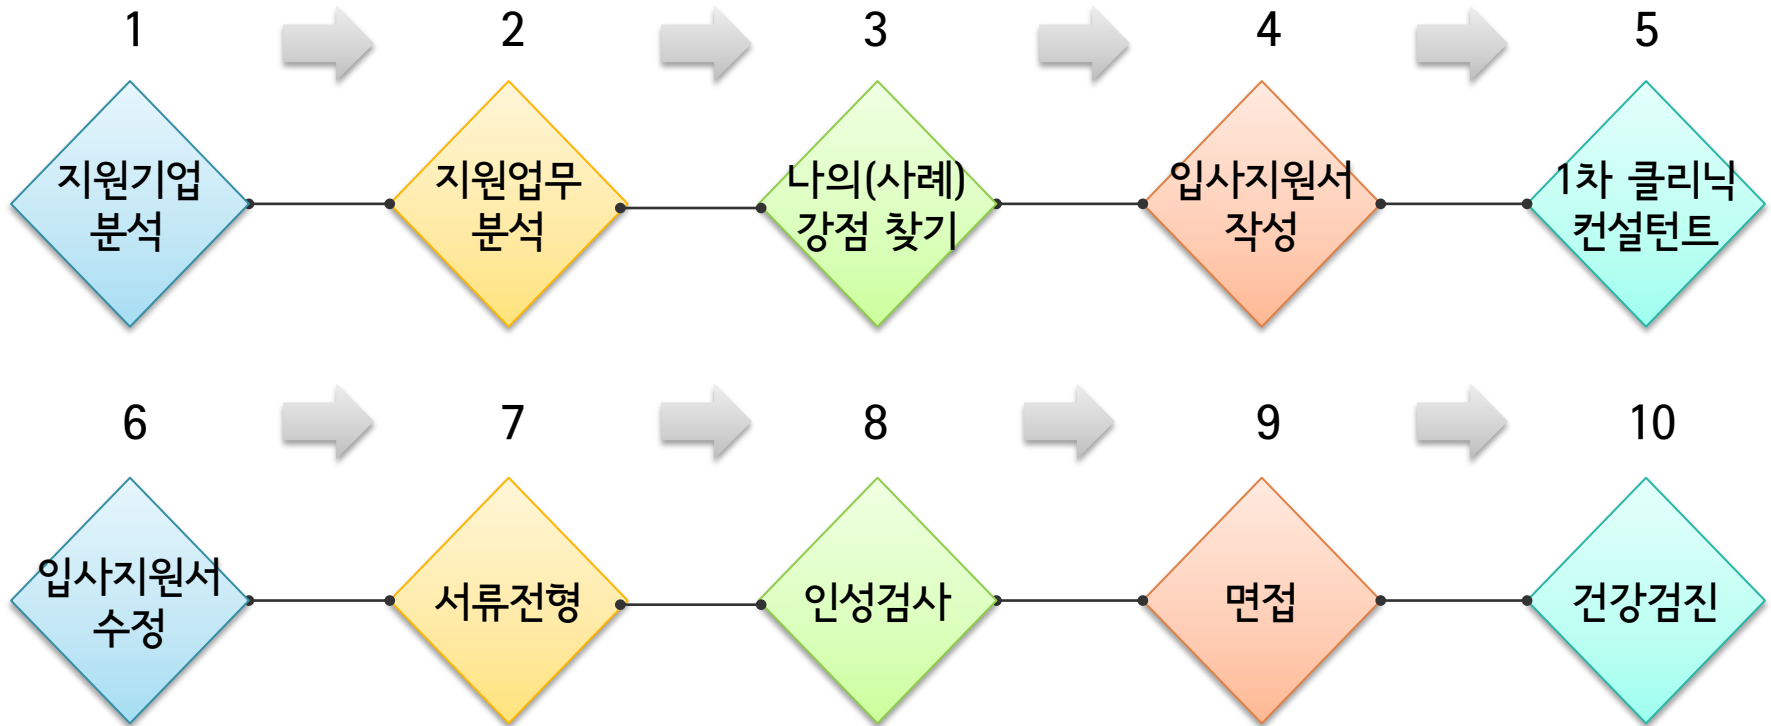 1
2
3
4
5
지원기업
분석
지원업무
분석
나의(사례)
강점 찾기
입사지원서
작성
1차 클리닉
컨설턴트
6
7
8
9
10
입사지원서
수정
서류전형
인성검사
면접
건강검진